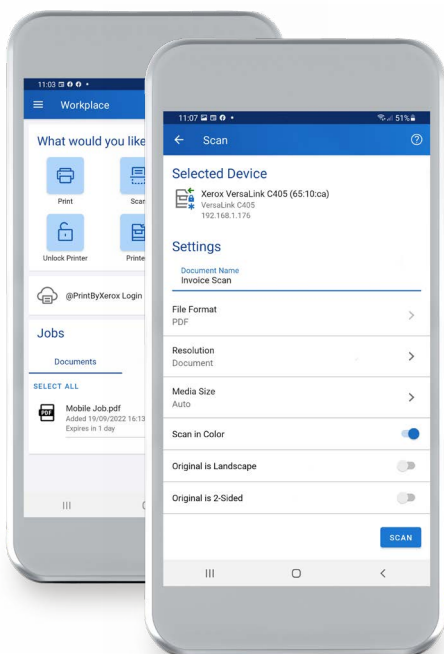 11:03
Workplace
What would you like
Print
Scan
Unlock Printer
Printe
@PrintByXerox Login
Jobs
Documents
SELECT ALL
PDF
Mobile Job.pdf
Added 19/09/2022 16:13
Expires in 1 day
11:07
51%
Scan
?
Selected Device
Xerox VersaLink C405 (65:10:ca)
VersaLink C405
192.168.1.176
Settings
Document Name
Invoice Scan
File Format
PDF
Resolution
Document
Media Size
Auto
Scan in Color
Original is Landscape
Original is 2-Sided
SCAN